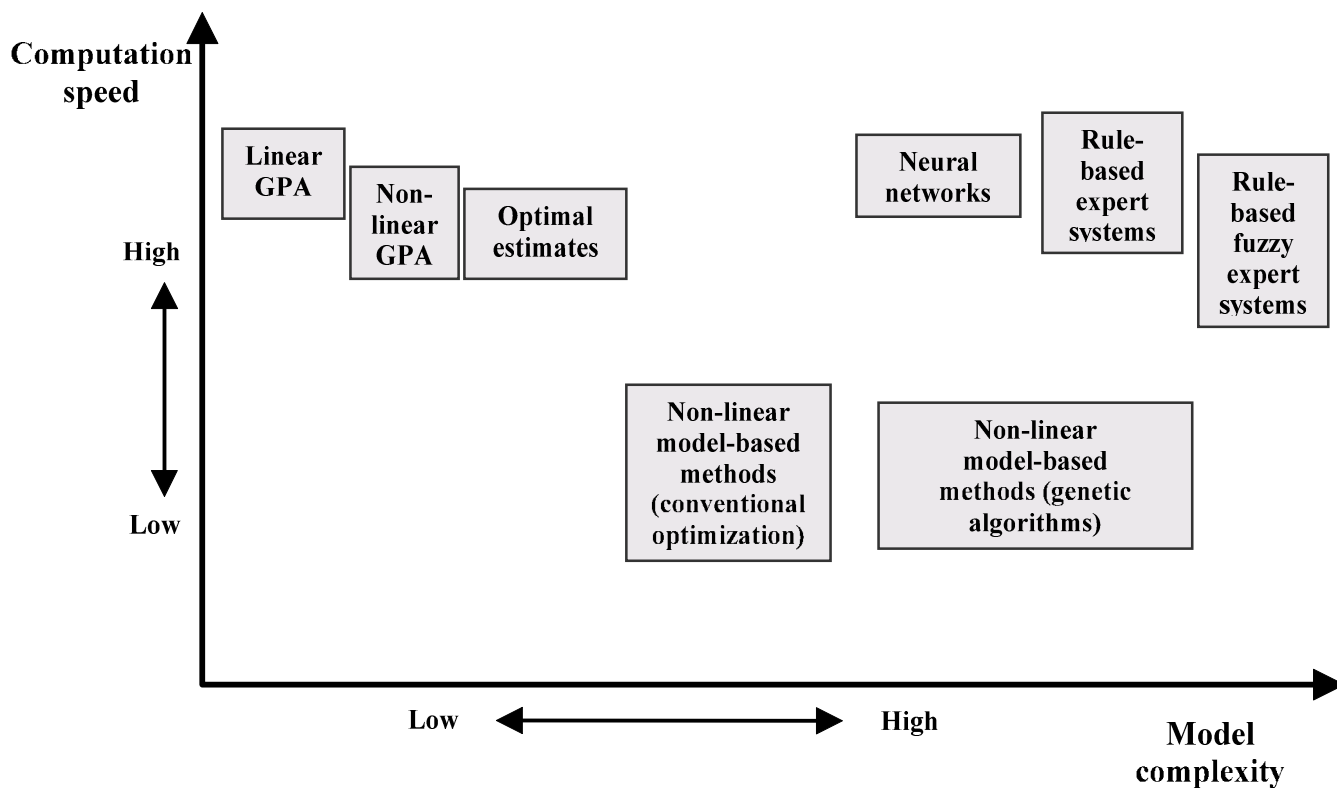 Computation
speed
Linear
GPA
Non-
linear
GPA
Optimal
estimates
Neural
networks
Rule-
based
expert
systems
Rule-
based
fuzzy
expert
systems
High
Low
Non-linear
model-based
methods
(conventional
optimization)
Non-linear
model-based
methods (genetic
algorithms)
Low
High
Model
complexity